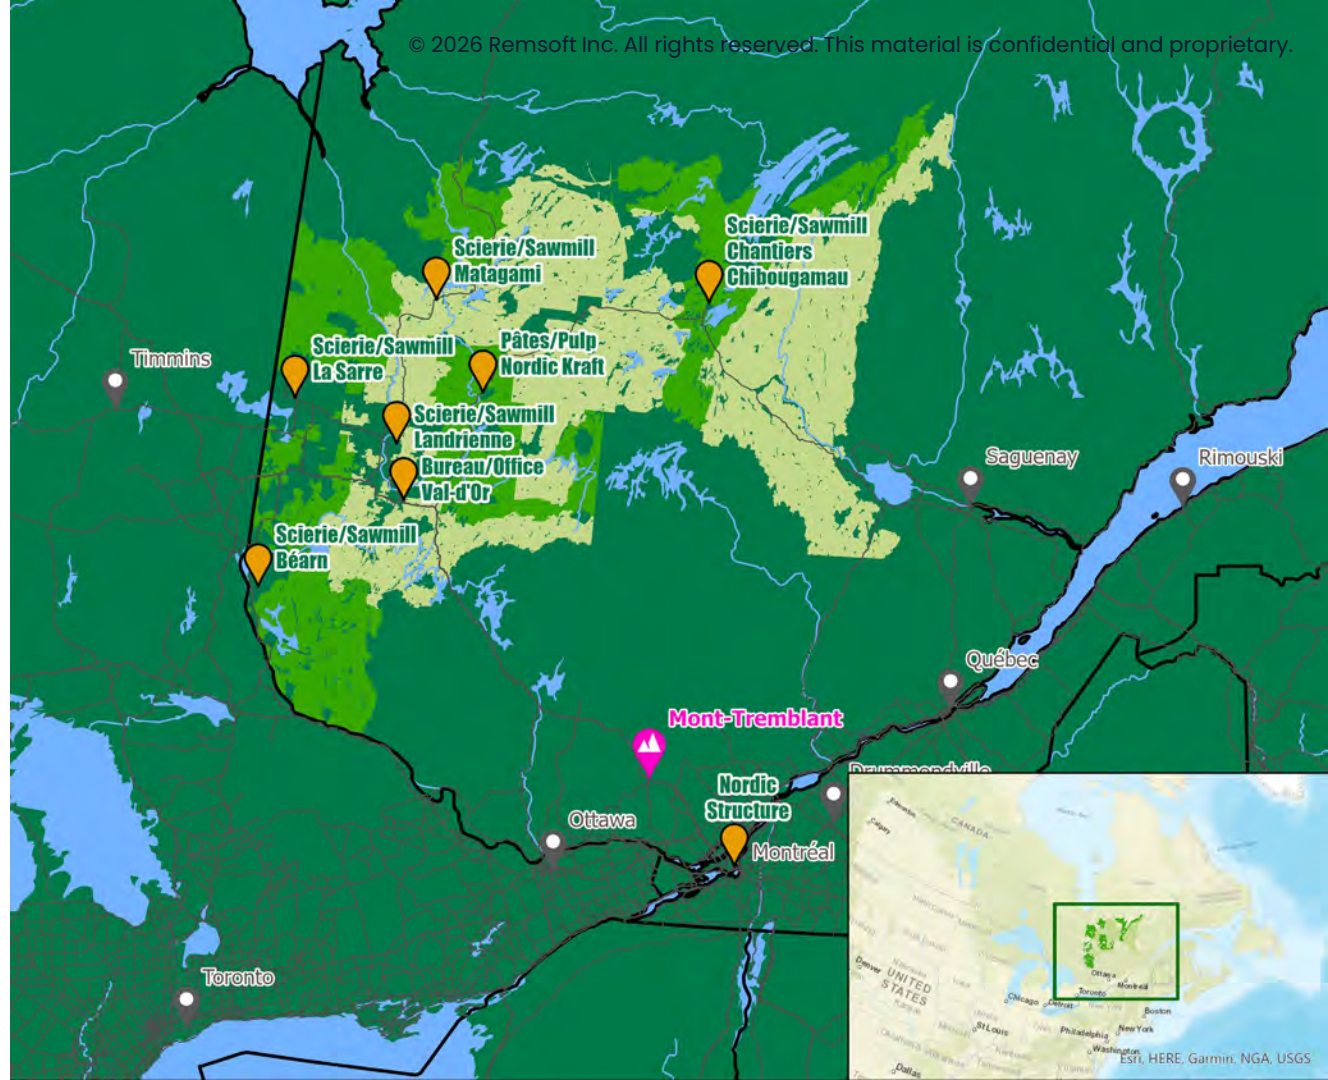 © 2026 Remsoft Inc. All rights reserved. This material is confidential and proprietary.
Scierie/Sawmill
Chantiers
Chibougamau
Scierie/Sawmill
Matagami
Scierie/Sawmill
La Sarre
Pâtes/Pulp
Nordic Kraft
Timmins
Scierie/Sawmill
Landrienne
Bureau/Office
Val-d'Or
Saguenay
Rimouski
Scierie/Sawmill
Béarn
Québec
Mont-Tremblant
Nordic
Structure
Drummondville
Ottawa
Montréal
Toronto
Edmonton
Calgary
CANADA
Denver
UNITED
STATES
Ottawa
Montréal
Toronto
Chicago
Detroit
Boston
St Louis
Philadelphia
New York
Washington
Dallas
Esri, HERE, Garmin, NGA, USGS